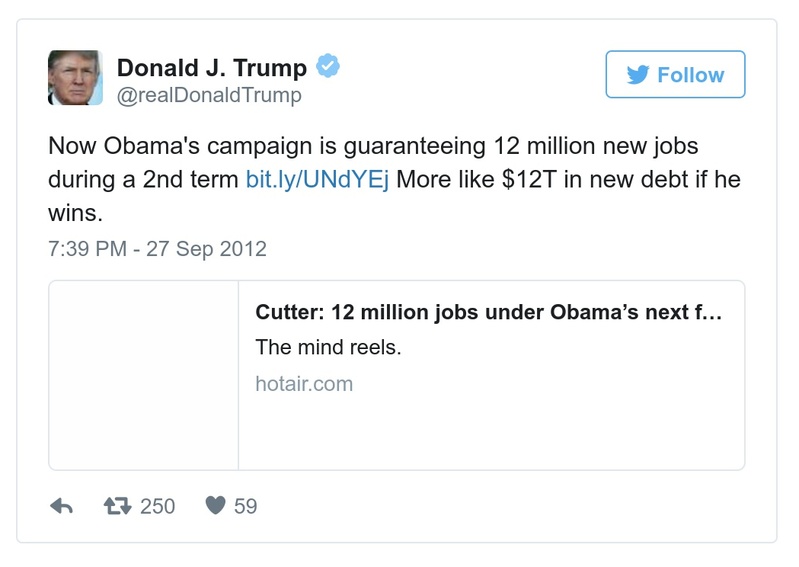 Donald J. Trump
@realDonaldTrump
Follow
Now Obama's campaign is guaranteeing 12 million new jobs
during a 2nd term bit.ly/UNdYEj More like $12T in new debt if he
wins.
7:39 PM - 27 Sep 2012
Cutter: 12 million jobs under Obama’s next f...
The mind reels.
hotair.com
250
59